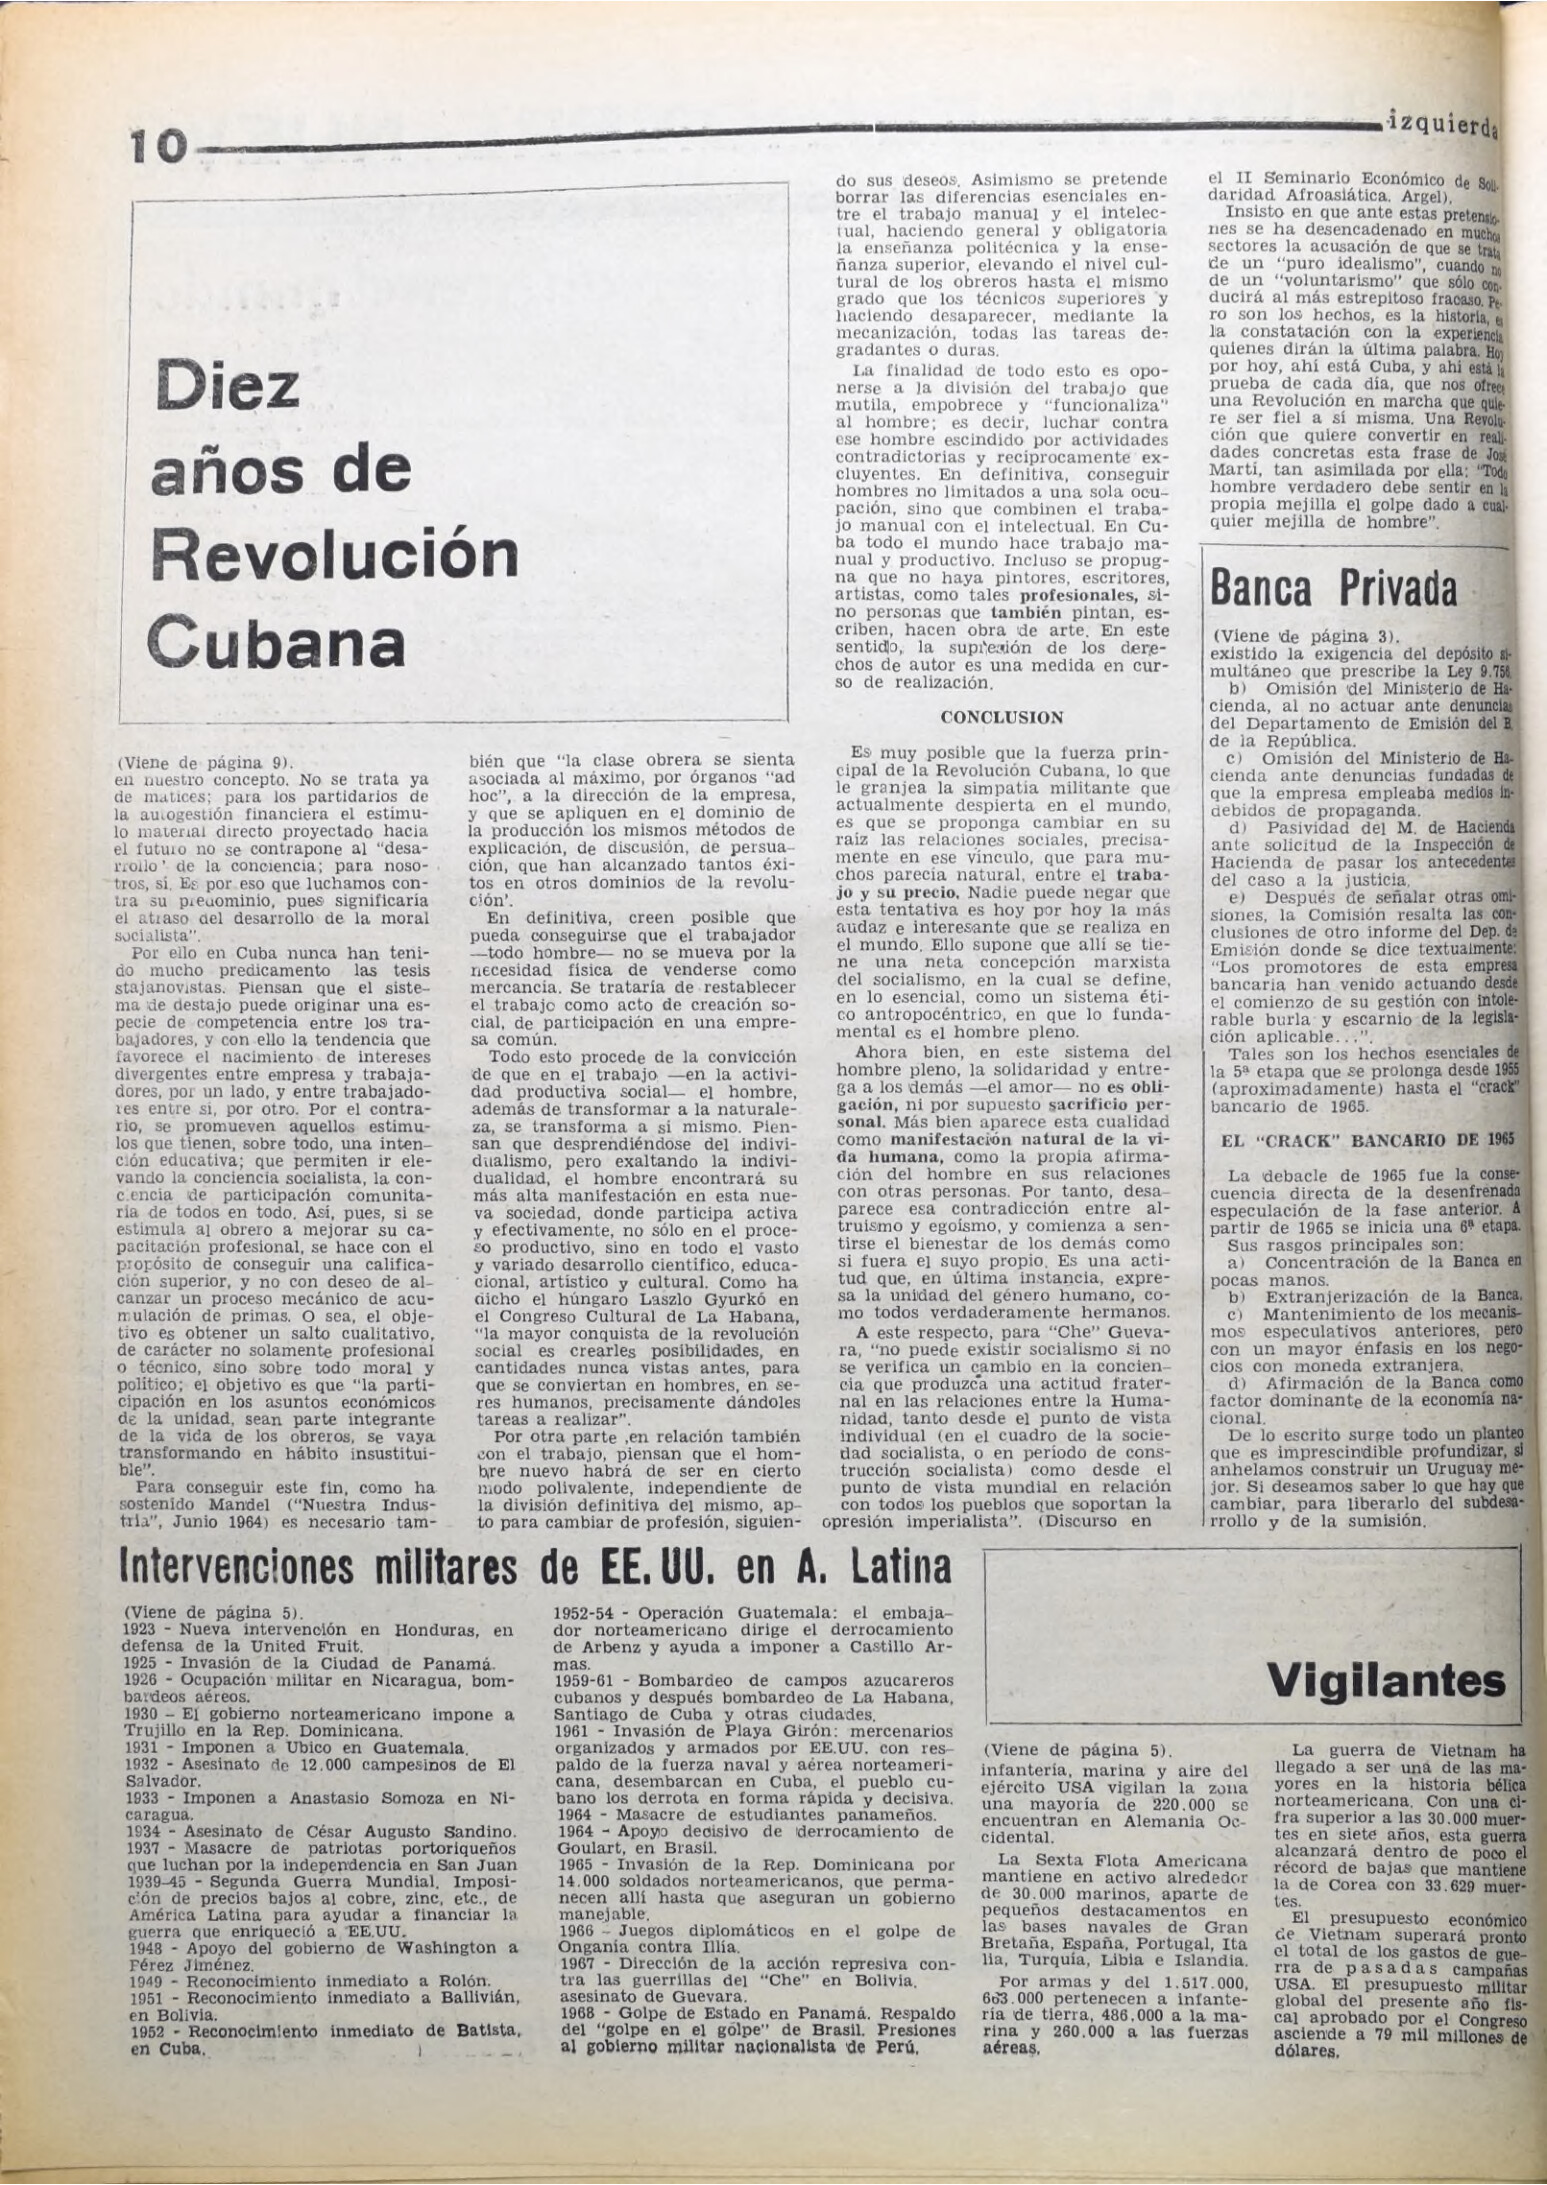 10
izquierda
Diez
años de
Revolución
Cubana
(Viene de página 9).
en nuestro concepto. No se trata ya
de matices; para los partidarios de
la autogestión financiera el estimu-
lo material directo proyectado hacia
el futuro no se contrapone al "desa-
rrollo' de la conciencia; para noso-
tros, sí. Es por eso que luchamos con-
tra su predominio, pues significaría
el atraso del desarrollo de la moral
socialista".
Por ello en Cuba nunca han teni-
do mucho predicamento las tesis
stajanovistas. Piensan que el siste-
ma de destajo puede originar una es-
pecie de competencia entre los tra-
bajadores, y con ello la tendencia que
favorece el nacimiento de intereses
divergentes entre empresa y trabaja-
dores, por un lado, y entre trabajado-
res entre sí, por otro. Por el contra-
rio, se promueven aquellos estímu-
los que tienen, sobre todo, una inten-
ción educativa; que permiten ir ele-
vando la conciencia socialista, la con-
ciencia de participación comunita-
ria de todos en todo. Así, pues, si se
estimula al obrero a mejorar su ca-
pacitación profesional, se hace con el
propósito de conseguir una califica-
ción superior, y no con deseo de al-
canzar un proceso mecánico de acu-
mulación de primas. O sea, el obje-
tivo es obtener un salto cualitativo,
de carácter no solamente profesional
o técnico, sino sobre todo moral y
político; el objetivo es que "la parti-
cipación en los asuntos económicos
de la unidad, sean parte integrante
de la vida de los obreros, se vaya
transformando en hábito insustitui-
ble".
Para conseguir este fin, como ha
sostenido Mandel ("Nuestra Indus-
tria", Junio 1964) es necesario tam-
bién que "la clase obrera se sienta
asociada al máximo, por órganos "ad
hoc", a la dirección de la empresa,
y que se apliquen en el dominio de
la producción los mismos métodos de
explicación, de discusión, de persua-
ción, que han alcanzado tantos éxi-
tos en otros dominios de la revolu-
ción'.
En definitiva, creen posible que
pueda conseguirse que el trabajador
—todo hombre— no se mueva por la
necesidad física de venderse como
mercancia. Se trataría de restablecer
el trabajo como acto de creación so-
cial, de participación en una empre-
sa común.
Todo esto procede de la convicción
de que en el trabajo —en la activi-
dad productiva social— el hombre,
además de transformar a la naturale-
za, se transforma a sí mismo. Pien-
san que desprendiéndose del indivi-
dualismo, pero exaltando la indivi-
dualidad, el hombre encontrará su
más alta manifestación en esta nue-
va sociedad, donde participa activa
y efectivamente, no sólo en el proce-
so productivo, sino en todo el vasto
y variado desarrollo científico, educa-
cional, artístico y cultural. Como ha
dicho el húngaro Laszlo Gyurkó en
el Congreso Cultural de La Habana,
"la mayor conquista de la revolución
social es crearles posibilidades, en
cantidades nunca vistas antes, para
que se conviertan en hombres, en se-
res humanos, precisamente dándoles
tareas a realizar".
Por otra parte ,en relación también
con el trabajo, piensan que el hom-
bre nuevo habrá de ser en cierto
modo polivalente, independiente de
la división definitiva del mismo, ap-
to para cambiar de profesión, siguien-
do sus deseos. Asimismo se pretende
borrar las diferencias esenciales en-
tre el trabajo manual y el intelec-
tual, haciendo general y obligatoria
la enseñanza politécnica y la ense-
ñanza superior, elevando el nivel cul-
tural de los obreros hasta el mismo
grado que los técnicos superiores y
haciendo desaparecer, mediante la
mecanización, todas las tareas de-
gradantes o duras.
La finalidad de todo esto es opo-
nerse a la división del trabajo que
mutila, empobrece y "funcionaliza"
al hombre; es decir, luchar contra
ese hombre escindido por actividades
contradictorias y recíprocamente ex-
cluyentes. En definitiva, conseguir
hombres no limitados a una sola ocu-
pación, sino que combinen el traba-
jo manual con el intelectual. En Cu-
ba todo el mundo hace trabajo ma-
nual y productivo. Incluso se propug-
na que no haya pintores, escritores,
artistas, como tales profesionales, si-
no personas que también pintan, es-
criben, hacen obra de arte. En este
sentido, la supresión de los dere-
chos de autor es una medida en cur-
so de realización.
CONCLUSION
Es muy posible que la fuerza prin-
cipal de la Revolución Cubana, lo que
le granjea la simpatía militante que
actualmente despierta en el mundo,
es que se proponga cambiar en su
raíz las relaciones sociales, precisa-
mente en ese vínculo, que para mu-
chos parecía natural, entre el traba-
jo y su precio. Nadie puede negar que
esta tentativa es hoy por hoy la más
audaz e interesante que se realiza en
el mundo. Ello supone que allí se tie-
ne una neta concepción marxista
del socialismo, en la cual se define,
en lo esencial, como un sistema éti-
co antropocéntrico, en que lo funda-
mental es el hombre pleno.
Ahora bien, en este sistema del
hombre pleno, la solidaridad y entre-
ga a los demás —el amor— no es obli-
gación, ni por supuesto sacrificio per-
sonal. Más bien aparece esta cualidad
como manifestación natural de la vi-
da humana, como la propia afirma-
ción del hombre en sus relaciones
con otras personas. Por tanto, desa-
parece esa contradicción entre al-
truismo y egoísmo, y comienza a sen-
tirse el bienestar de los demás como
si fuera el suyo propio. Es una acti-
tud que, en última instancia, expre-
sa la unidad del género humano, co-
mo todos verdaderamente hermanos.
A este respecto, para "Che" Gueva-
ra, "no puede existir socialismo si no
se verifica un cambio en la concien-
cia que produzca una actitud frater-
nal en las relaciones entre la Huma-
nidad, tanto desde el punto de vista
individual (en el cuadro de la socie-
dad socialista, o en período de cons-
trucción socialista) como desde el
punto de vista mundial en relación
con todos los pueblos que soportan la
opresión imperialista". (Discurso en
el II Seminario Económico de Soli-
daridad Afroasiática. Argel).
Insisto en que ante estas pretensio-
nes se ha desencadenado en muchos
sectores la acusación de que se trata
de un "puro idealismo", cuando no
de un "voluntarismo" que sólo con-
ducirá al más estrepitoso fracaso. Pe-
ro son los hechos, es la historia, es
la constatación con la experiencia
quienes dirán la última palabra. Hoy
por hoy, ahí está Cuba, y ahí está la
prueba de cada día, que nos ofrece
una Revolución en marcha que quie-
re ser fiel a sí misma. Una Revolu-
ción que quiere convertir en reali-
dades concretas esta frase de José
Martí, tan asimilada por ella: "Todo
hombre verdadero debe sentir en la
propia mejilla el golpe dado a cual-
quier mejilla de hombre".
Banca Privada
(Viene de página 3).
existido la exigencia del depósito si-
multáneo que prescribe la Ley 9.756.
b) Omisión del Ministerio de Ha-
cienda, al no actuar ante denuncias
del Departamento de Emisión del B.
de la República.
c) Omisión del Ministerio de Ha-
cienda ante denuncias fundadas de
que la empresa empleaba medios in-
debidos de propaganda.
d) Pasividad del M. de Hacienda
ante solicitud de la Inspección de
Hacienda de pasar los antecedentes
del caso a la justicia.
e) Después de señalar otras omi-
siones, la Comisión resalta las con-
clusiones de otro informe del Dep. de
Emisión donde se dice textualmente:
"Los promotores de esta empresa
bancaria han venido actuando desde
el comienzo de su gestión con intole-
rable burla y escarnio de la legisla-
ción aplicable...".
Tales son los hechos esenciales de
la 5ª etapa que se prolonga desde 1955
(aproximadamente) hasta el "crack"
bancario de 1965.
EL "CRACK" BANCARIO DE 1965
La debacle de 1965 fue la conse-
cuencia directa de la desenfrenada
especulación de la fase anterior. A
partir de 1965 se inicia una 6ª etapa.
Sus rasgos principales son:
a) Concentración de la Banca en
pocas manos.
b) Extranjerización de la Banca.
c) Mantenimiento de los mecanis-
mos especulativos anteriores, pero
con un mayor énfasis en los nego-
cios con moneda extranjera.
d) Afirmación de la Banca como
factor dominante de la economía na-
cional.
De lo escrito surge todo un planteo
que es imprescindible profundizar, si
anhelamos construir un Uruguay me-
jor. Si deseamos saber lo que hay que
cambiar, para liberarlo del subdesa-
rrollo y de la sumisión.
Intervenciones militares de EE.UU. en A. Latina
(Viene de página 5).
1923 - Nueva intervención en Honduras, en
defensa de la United Fruit.
1925 - Invasión de la Ciudad de Panamá.
1926 - Ocupación militar en Nicaragua, bom-
bardeos aéreos.
1930 - El gobierno norteamericano impone a
Trujillo en la Rep. Dominicana.
1931 - Imponen a Ubico en Guatemala.
1932 - Asesinato de 12.000 campesinos de El
Salvador.
1933 - Imponen a Anastasio Somoza en Ni-
caragua.
1934 - Asesinato de César Augusto Sandino.
1937 - Masacre de patriotas portoriqueños
que luchan por la independencia en San Juan
1939-45 - Segunda Guerra Mundial. Imposi-
ción de precios bajos al cobre, zinc, etc., de
América Latina para ayudar a financiar la
guerra que enriqueció a EE.UU.
1948 - Apoyo del gobierno de Washington a
Pérez Jiménez.
1949 - Reconocimiento inmediato a Rolón.
1951 - Reconocimiento inmediato a Ballivián,
en Bolivia.
1952 - Reconocimiento inmediato de Batista,
en Cuba.
1952-54 - Operación Guatemala: el embaja-
dor norteamericano dirige el derrocamiento
de Arbenz y ayuda a imponer a Castillo Ar-
mas.
1959-61 - Bombardeo de campos azucareros
cubanos y después bombardeo de La Habana,
Santiago de Cuba y otras ciudades.
1961 - Invasión de Playa Girón: mercenarios
organizados y armados por EE.UU. con res-
paldo de la fuerza naval y aérea norteameri-
cana, desembarcan en Cuba, el pueblo cu-
bano los derrota en forma rápida y decisiva.
1964 - Masacre de estudiantes panameños.
1964 - Apoyo decisivo de derrocamiento de
Goulart, en Brasil.
1965 - Invasión de la Rep. Dominicana por
14.000 soldados norteamericanos, que perma-
necen allí hasta que aseguran un gobierno
manejable.
1966 - Juegos diplomáticos en el golpe de
Onganía contra Illía.
1967 - Dirección de la acción represiva con-
tra las guerrillas del "Che" en Bolivia,
asesinato de Guevara.
1968 - Golpe de Estado en Panamá. Respaldo
del "golpe en el golpe" de Brasil. Presiones
al gobierno militar nacionalista de Perú.
Vigilantes
(Viene de página 5).
infantería, marina y aire del
ejército USA vigilan la zona
una mayoría de 220.000 se
encuentran en Alemania Oc-
cidental.
La Sexta Flota Americana
mantiene en activo alrededor
de 30.000 marinos, aparte de
pequeños destacamentos en
las bases navales de Gran
Bretaña, España, Portugal, Ita
lia, Turquía, Libia e Islandia.
Por armas y del 1.517.000,
663.000 pertenecen a infante-
ría de tierra, 486.000 a la ma-
rina y 260.000 a las fuerzas
aéreas.
La guerra de Vietnam ha
llegado a ser una de las ma-
yores en la historia bélica
norteamericana. Con una ci-
fra superior a las 30.000 muer-
tes en siete años, esta guerra
alcanzará dentro de poco el
récord de bajas que mantiene
la de Corea con 33.629 muer-
tes.
El presupuesto económico
de Vietnam superará pronto
el total de los gastos de gue-
rra de pasadas campañas
USA. El presupuesto militar
global del presente año fis-
cal aprobado por el Congreso
asciende a 79 mil millones de
dólares.